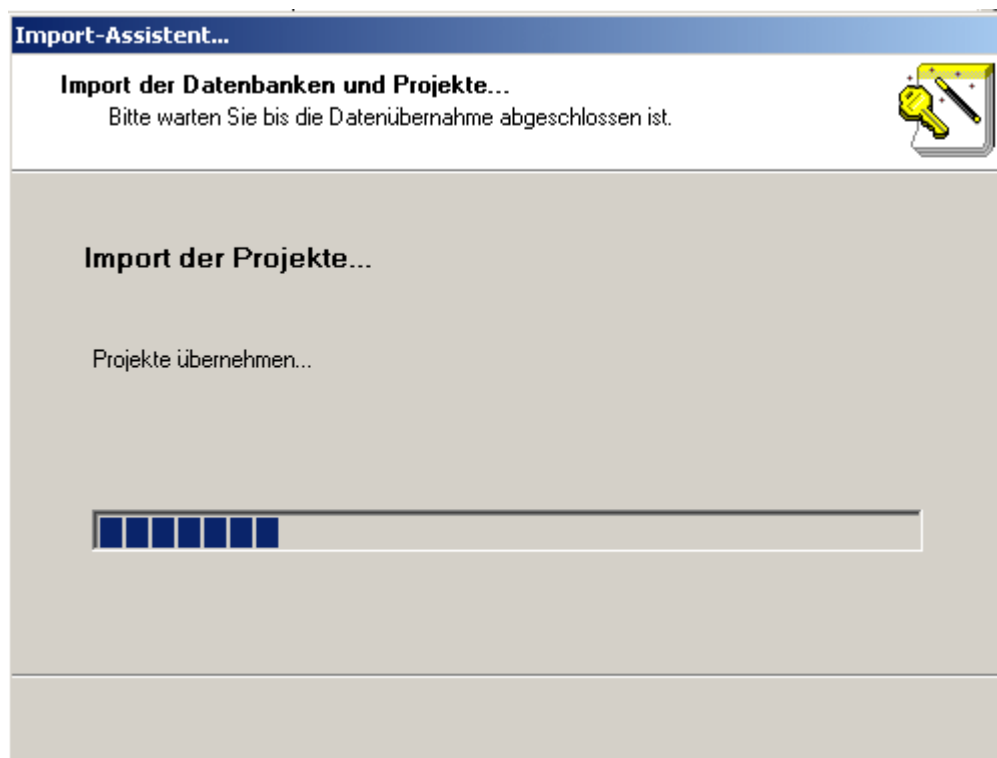 Import-Assistent...
Import der Datenbanken und Projekte...
Bitte warten Sie bis die Datenübernahme abgeschlossen ist.
Import der Projekte...
Projekte übernehmen...